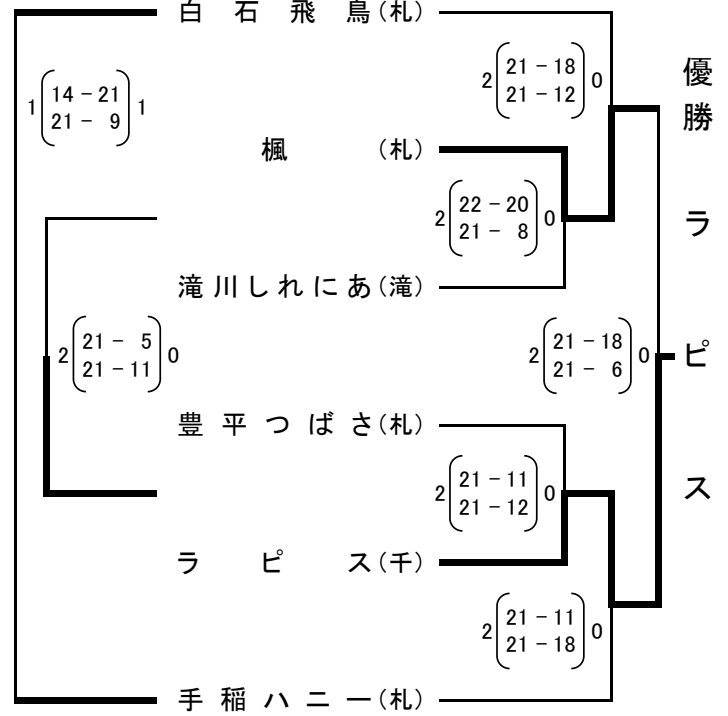 白石飛鳥(札)
2 21－18 0
21－12
優勝
1 14－21 1
21－ 9
楓 (札)
2 22－20 0
21－ 8
ラピス
滝川しれにあ(滝)
2 21－ 5 0
21－11
2 21－18 0
21－ 6
豊平つばさ(札)
2 21－11 0
21－12
ラピス(千)
2 21－11 0
21－18
手稲ハニー(札)